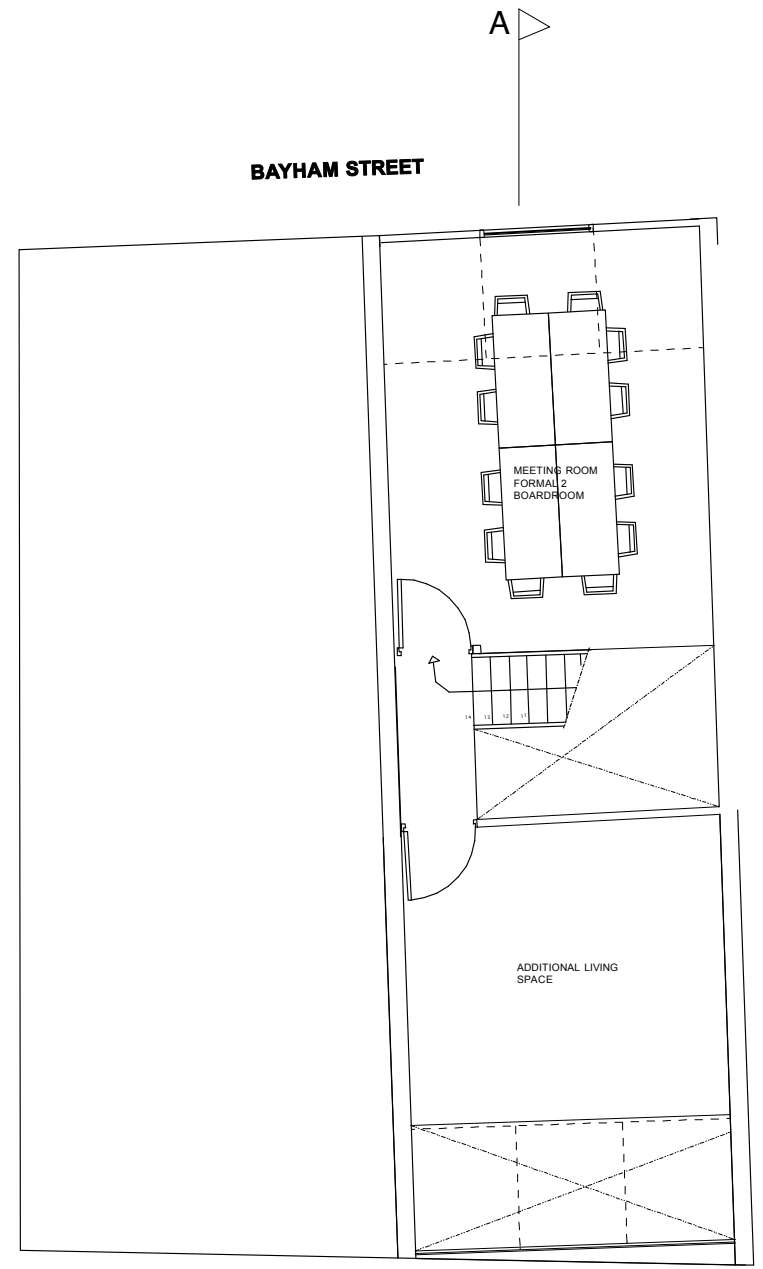 A
BAYHAM STREET
MEETING ROOM
FORMAL 2
BOARDROOM
14 13 12 11
ADDITIONAL LIVING
SPACE